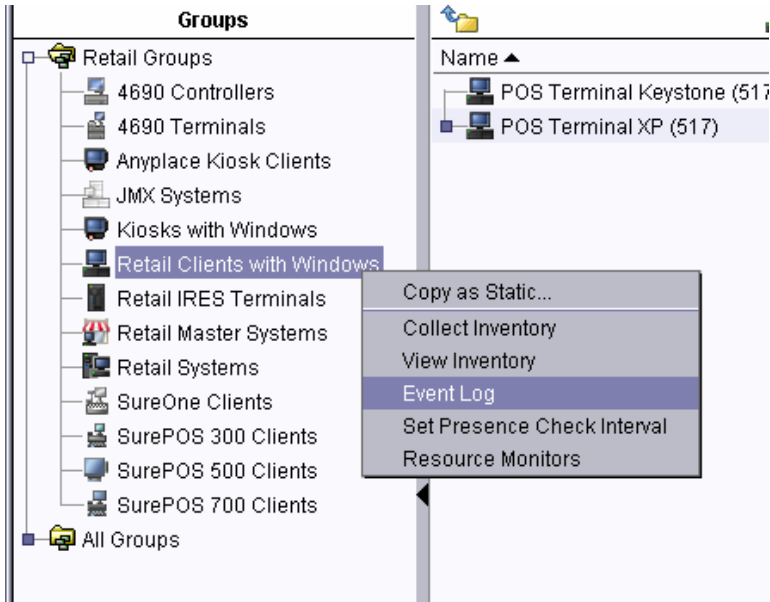 Groups
Retail Groups
4690 Controllers
4690 Terminals
Anyplace Kiosk Clients
JMX Systems
Kiosks with Windows
Retail Clients with Windows
Retail IRES Terminals
Retail Master Systems
Retail Systems
SureOne Clients
SurePOS 300 Clients
SurePOS 500 Clients
SurePOS 700 Clients
All Groups
Name
POS Terminal Keystone (517
POS Terminal XP (517)
Copy as Static...
Collect Inventory
View Inventory
Event Log
Set Presence Check Interval
Resource Monitors